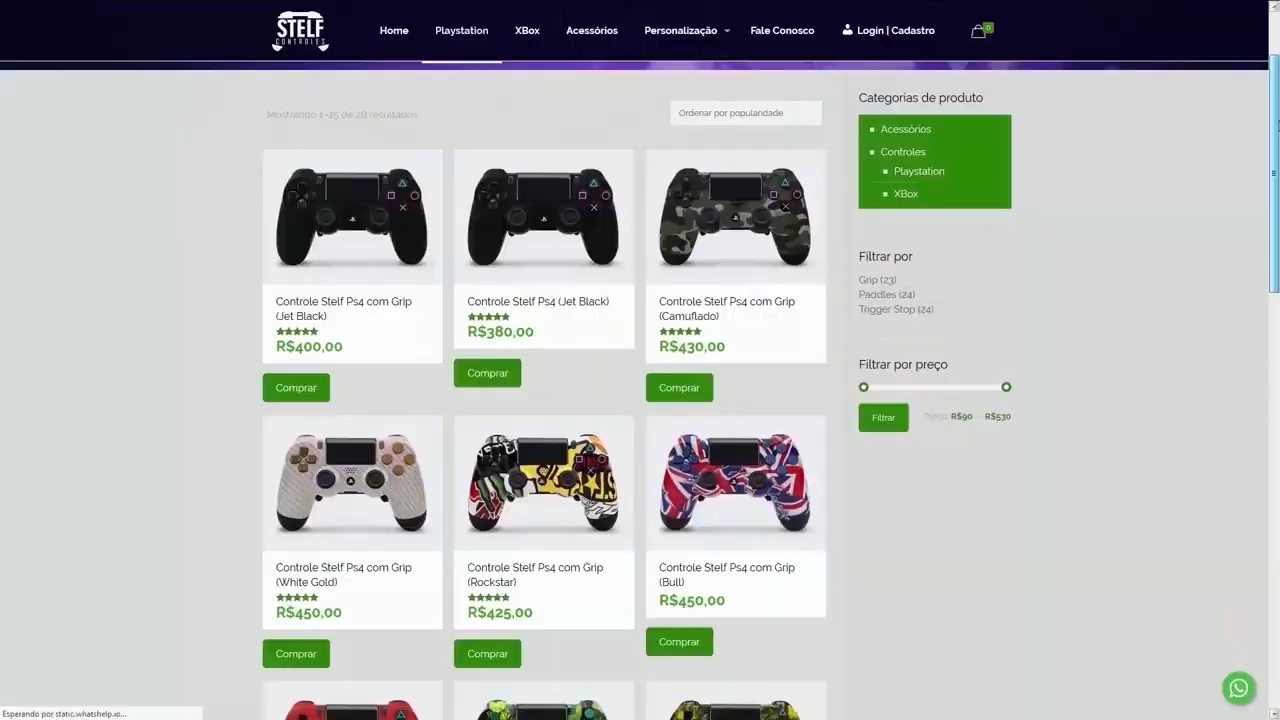 STELF
CONTROLES
Home
Playstation
XBox
Acessórios
Personalização
Fale Conosco
Login | Cadastro
0
Mostrando 1–15 de 28 resultados
Ordenar por popularidade
Categorias de produto
Acessórios
Controles
Playstation
XBox
Filtrar por
Grip (23)
Paddles (24)
Trigger Stop (24)
Filtrar por preço
Filtrar
Preço: R$90 R$530
Controle Stelf Ps4 com Grip
(Jet Black)
R$400,00
Comprar
Controle Stelf Ps4 (Jet Black)
R$380,00
Comprar
Controle Stelf Ps4 com Grip
(Camuflado)
R$430,00
Comprar
Controle Stelf Ps4 com Grip
(White Gold)
R$450,00
Comprar
Controle Stelf Ps4 com Grip
(Rockstar)
R$425,00
Comprar
Controle Stelf Ps4 com Grip
(Bull)
R$450,00
Comprar
Esperando por static.whatshelp.io...